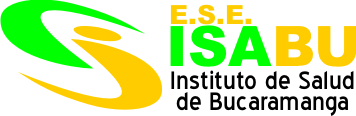 E.S.E.
ISABU
Instituto de Salud
de Bucaramanga